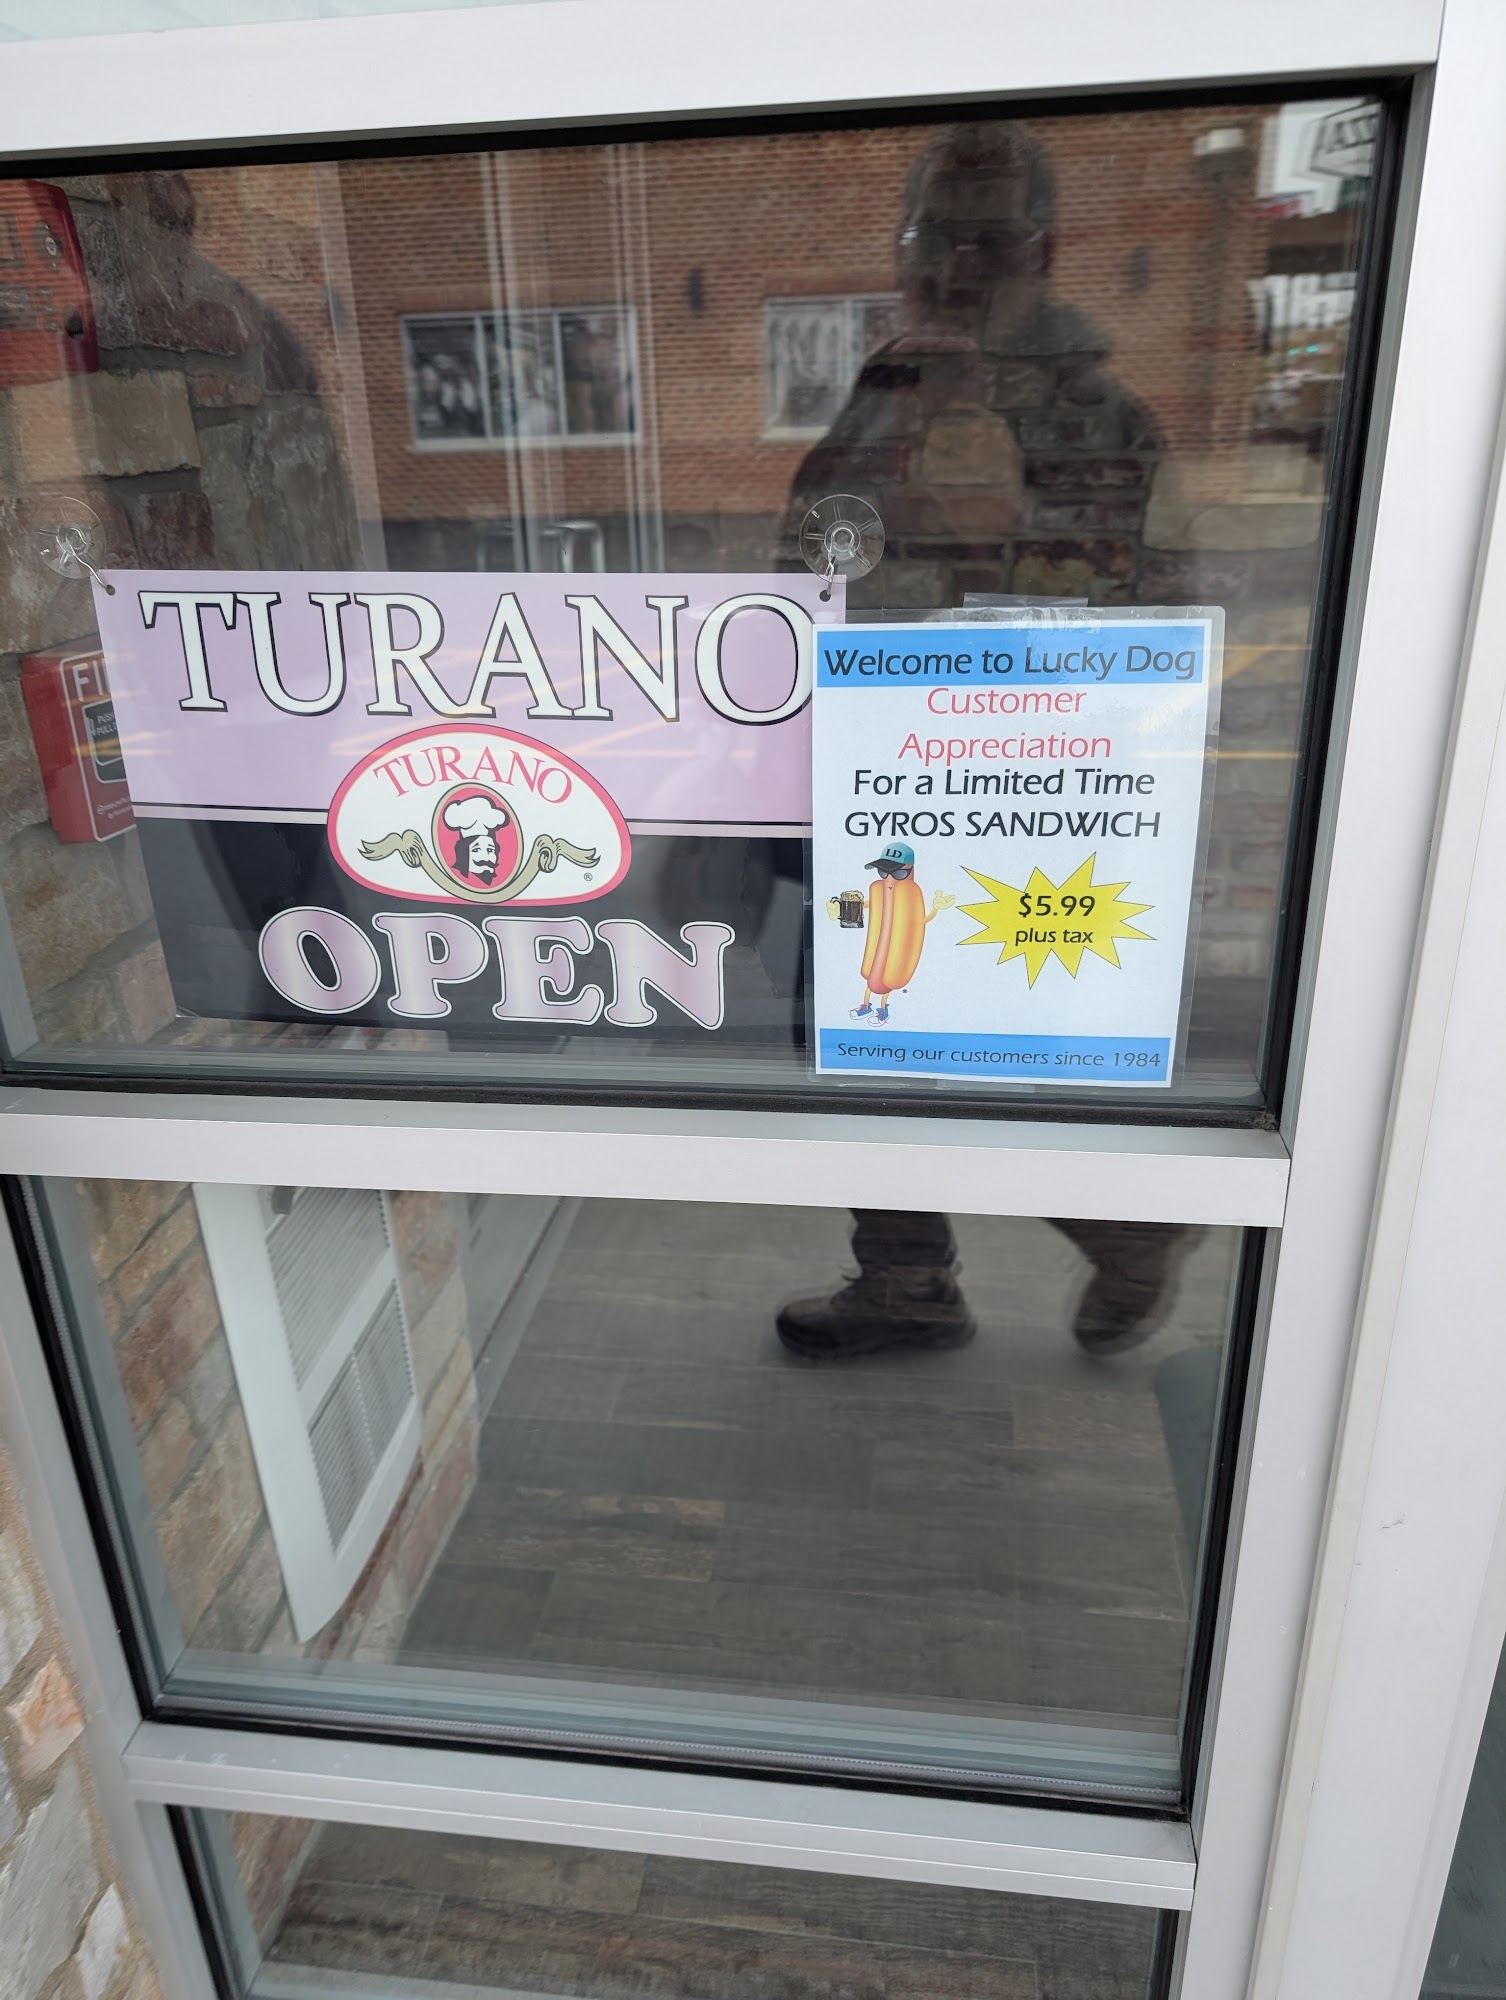 TURANO
TURANO
®
OPEN
FI
Welcome to Lucky Dog
Customer
Appreciation
For a Limited Time
GYROS SANDWICH
LD
$5.99
plus tax
Serving our customers since 1984